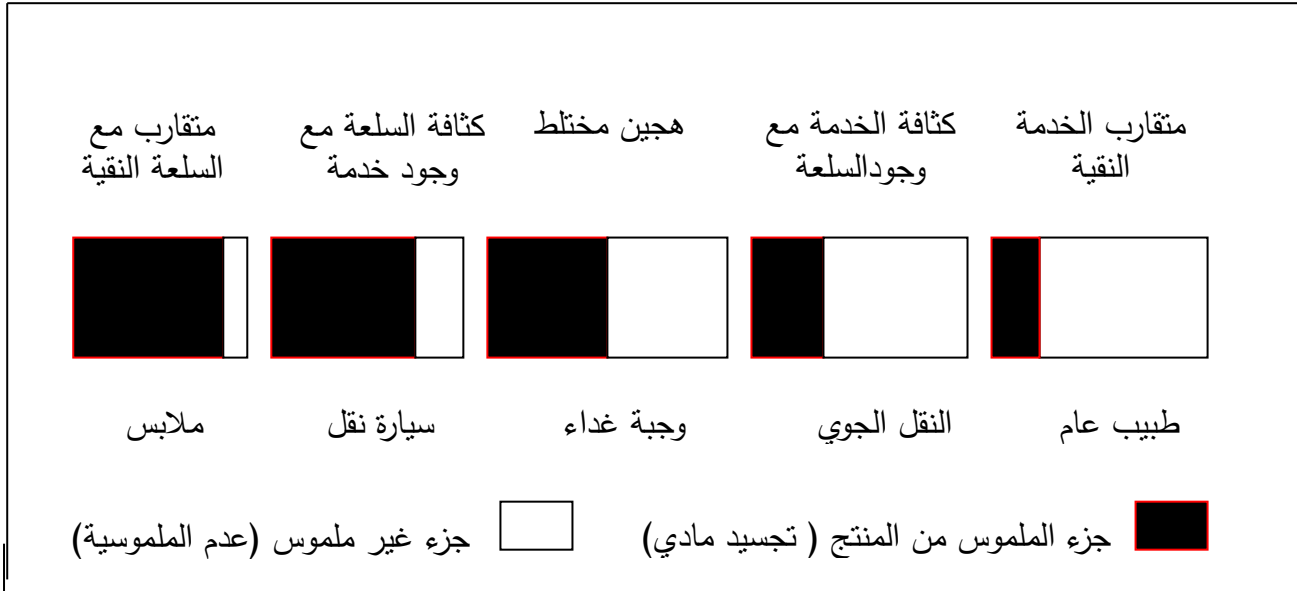 متقارب الخدمة
النقية
كثافة الخدمة مع
وجودالسلعة
هجين مختلط
كثافة السلعة مع
وجود خدمة
متقارب مع
السلعة النقية
طبيب عام
النقل الجوي
وجبة غداء
سيارة نقل
ملابس
جزء الملموس من المنتج ( تجسيد مادي)
جزء غير ملموس (عدم الملموسية)